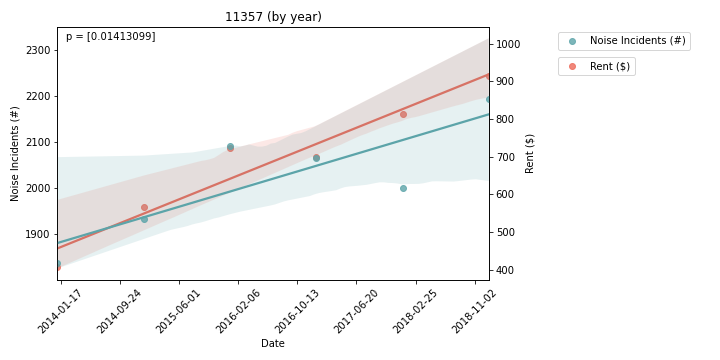 11357 (by year)
p = [0.01413099]
Noise Incidents (#)
Rent ($)
2300
2200
2100
2000
1900
Noise Incidents (#)
1000
900
800
700
600
500
400
Rent ($)
2014-01-17
2014-09-24
2015-06-01
2016-02-06
2016-10-13
2017-06-20
2018-02-25
2018-11-02
Date